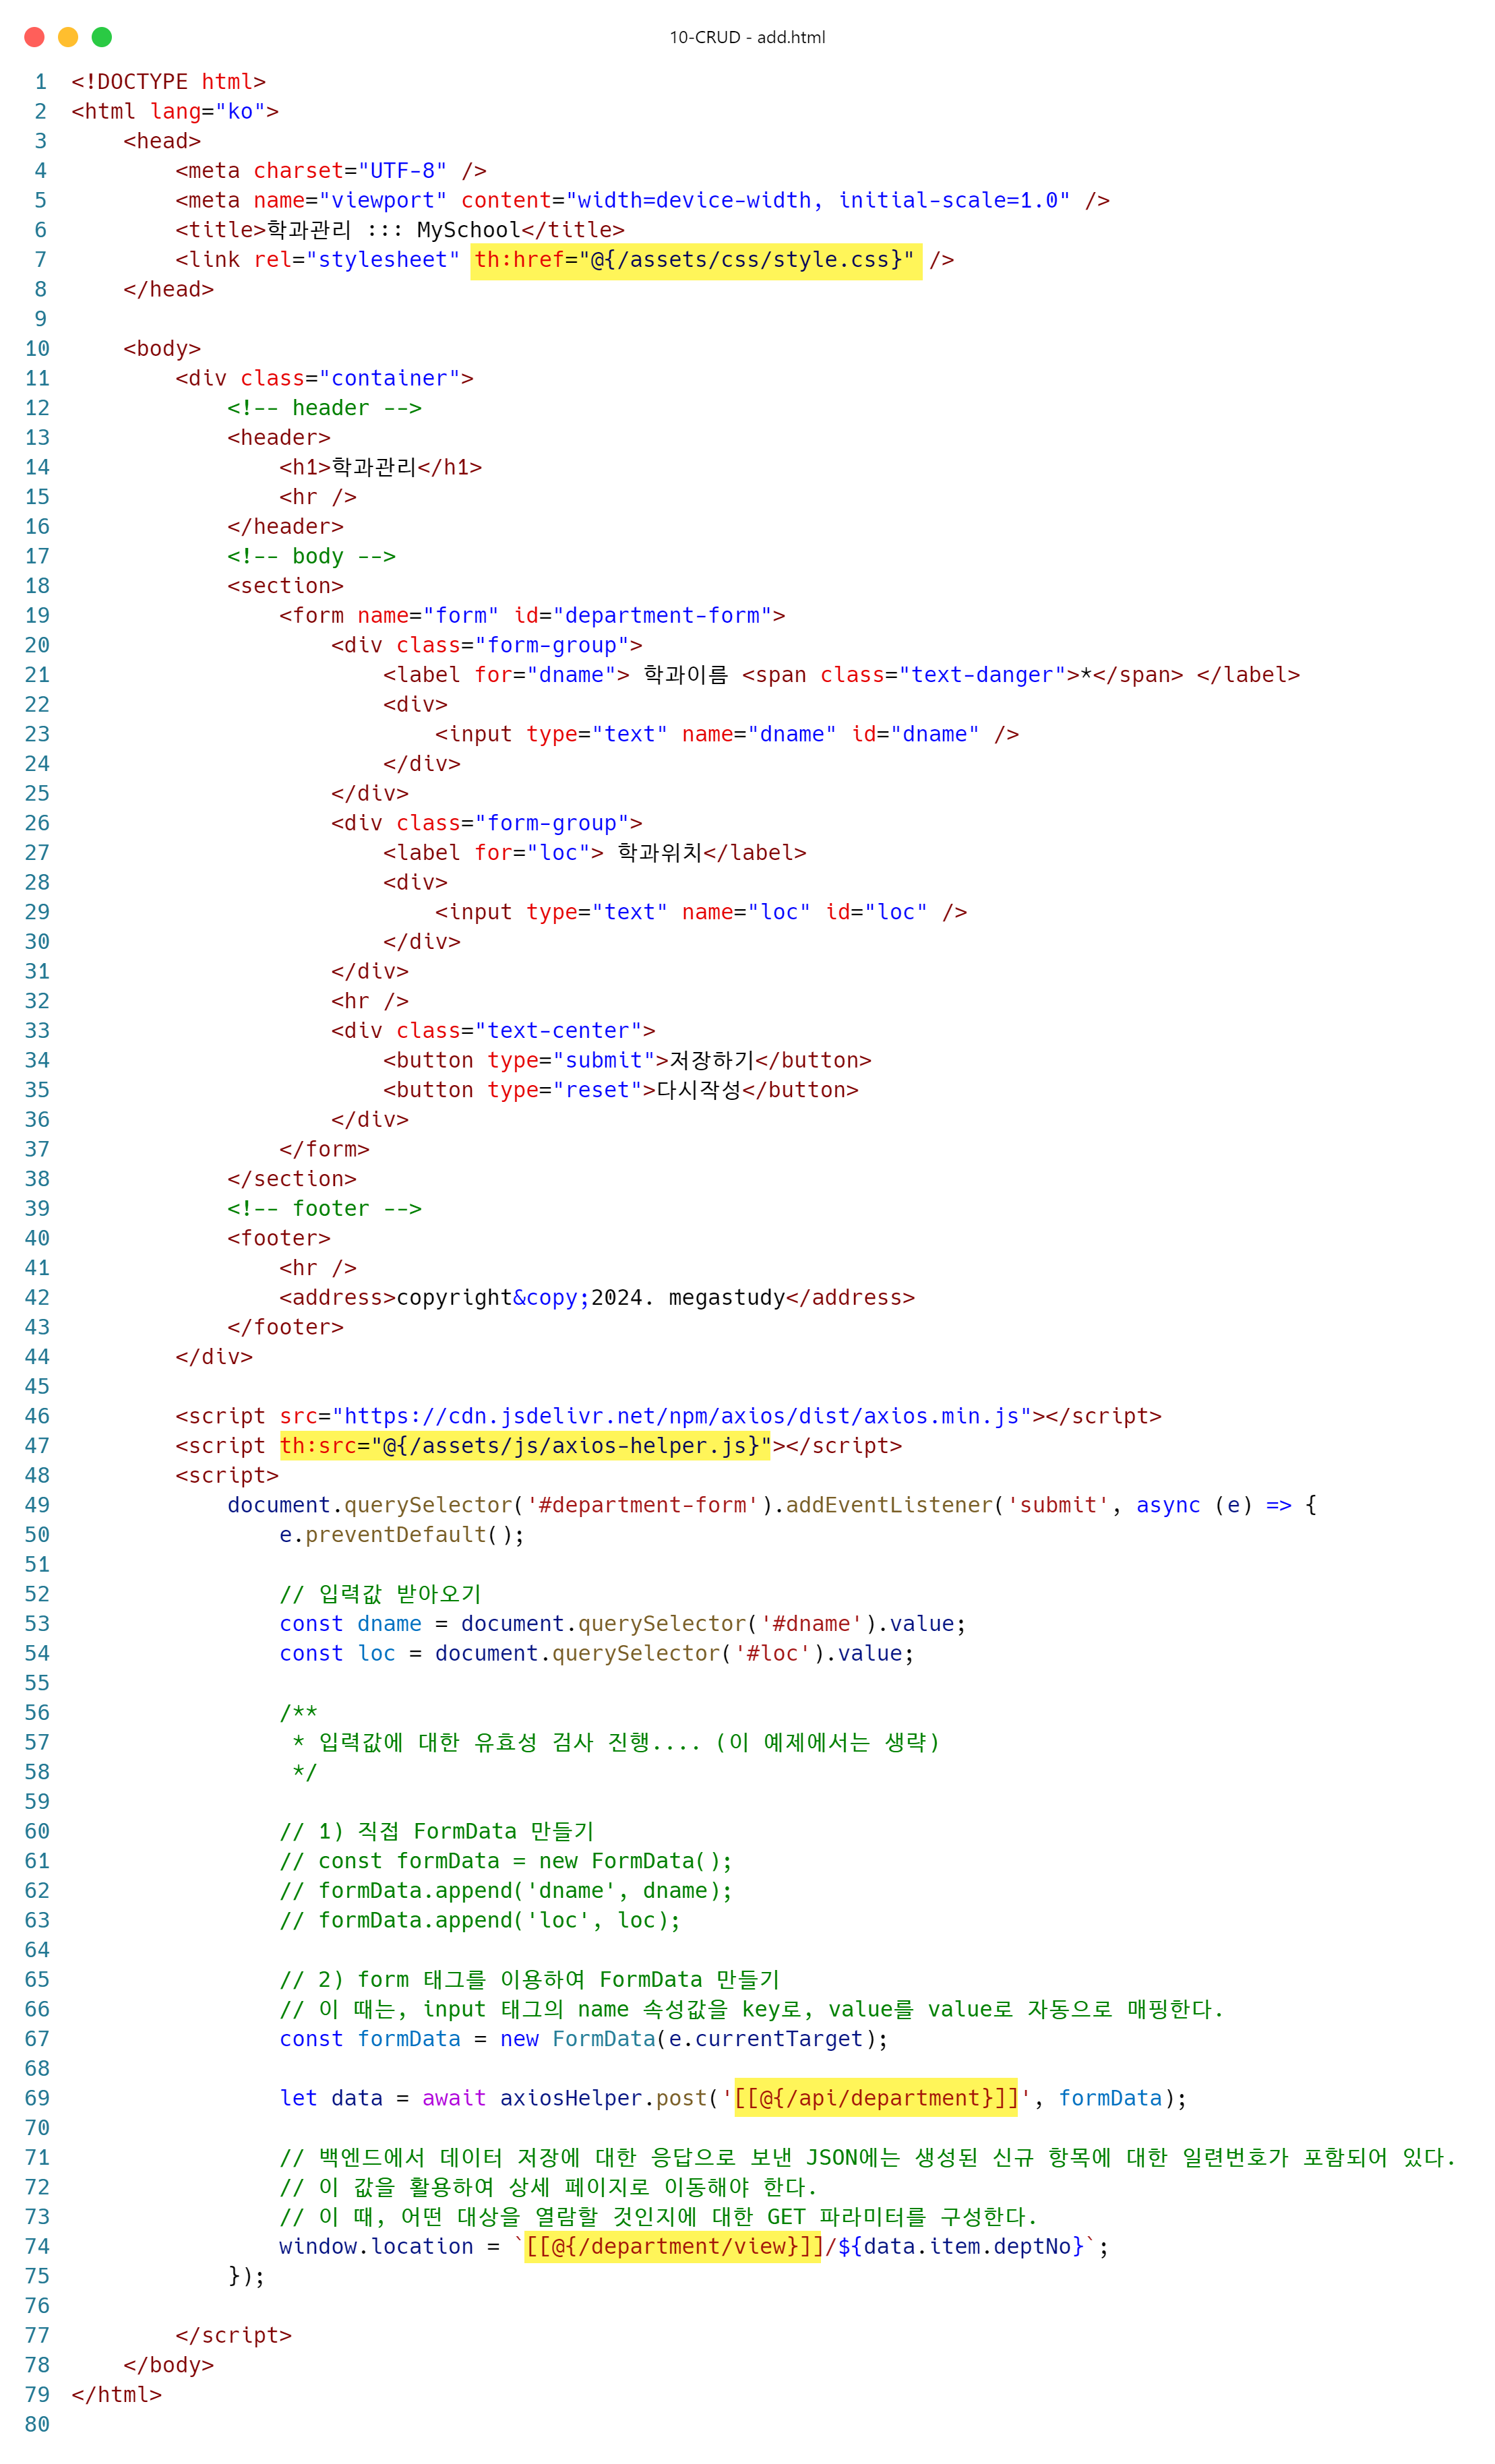 10-CRUD - add.html
1 <!DOCTYPE html>
2 <html lang="ko">
3     <head>
4         <meta charset="UTF-8" />
5         <meta name="viewport" content="width=device-width, initial-scale=1.0" />
6         <title>학과관리 ::: MySchool</title>
7         <link rel="stylesheet" th:href="@{/assets/css/style.css}" />
8     </head>
9
10     <body>
11         <div class="container">
12             <!-- header -->
13             <header>
14                 <h1>학과관리</h1>
15                 <hr />
16             </header>
17             <!-- body -->
18             <section>
19                 <form name="form" id="department-form">
20                     <div class="form-group">
21                         <label for="dname"> 학과이름 <span class="text-danger">*</span> </label>
22                         <div>
23                             <input type="text" name="dname" id="dname" />
24                         </div>
25                     </div>
26                     <div class="form-group">
27                         <label for="loc"> 학과위치</label>
28                         <div>
29                             <input type="text" name="loc" id="loc" />
30                         </div>
31                     </div>
32                     <hr />
33                     <div class="text-center">
34                         <button type="submit">저장하기</button>
35                         <button type="reset">다시작성</button>
36                     </div>
37                 </form>
38             </section>
39             <!-- footer -->
40             <footer>
41                 <hr />
42                 <address>copyright&copy;2024. megastudy</address>
43             </footer>
44         </div>
45
46         <script src="https://cdn.jsdelivr.net/npm/axios/dist/axios.min.js"></script>
47         <script th:src="@{/assets/js/axios-helper.js}"></script>
48         <script>
49             document.querySelector('#department-form').addEventListener('submit', async (e) => {
50                 e.preventDefault();
51
52                 // 입력값 받아오기
53                 const dname = document.querySelector('#dname').value;
54                 const loc = document.querySelector('#loc').value;
55
56                 /**
57                  * 입력값에 대한 유효성 검사 진행.... (이 예제에서는 생략)
58                  */
59
60                 // 1) 직접 FormData 만들기
61                 // const formData = new FormData();
62                 // formData.append('dname', dname);
63                 // formData.append('loc', loc);
64
65                 // 2) form 태그를 이용하여 FormData 만들기
66                 // 이 때는, input 태그의 name 속성값을 key로, value를 value로 자동으로 매핑한다.
67                 const formData = new FormData(e.currentTarget);
68
69                 let data = await axiosHelper.post('[[@{/api/department}]]', formData);
70
71                 // 백엔드에서 데이터 저장에 대한 응답으로 보낸 JSON에는 생성된 신규 항목에 대한 일련번호가 포함되어 있다.
72                 // 이 값을 활용하여 상세 페이지로 이동해야 한다.
73                 // 이 때, 어떤 대상을 열람할 것인지에 대한 GET 파라미터를 구성한다.
74                 window.location = `[[@{/department/view}]]/${data.item.deptNo}`;
75             });
76
77         </script>
78     </body>
79 </html>
80